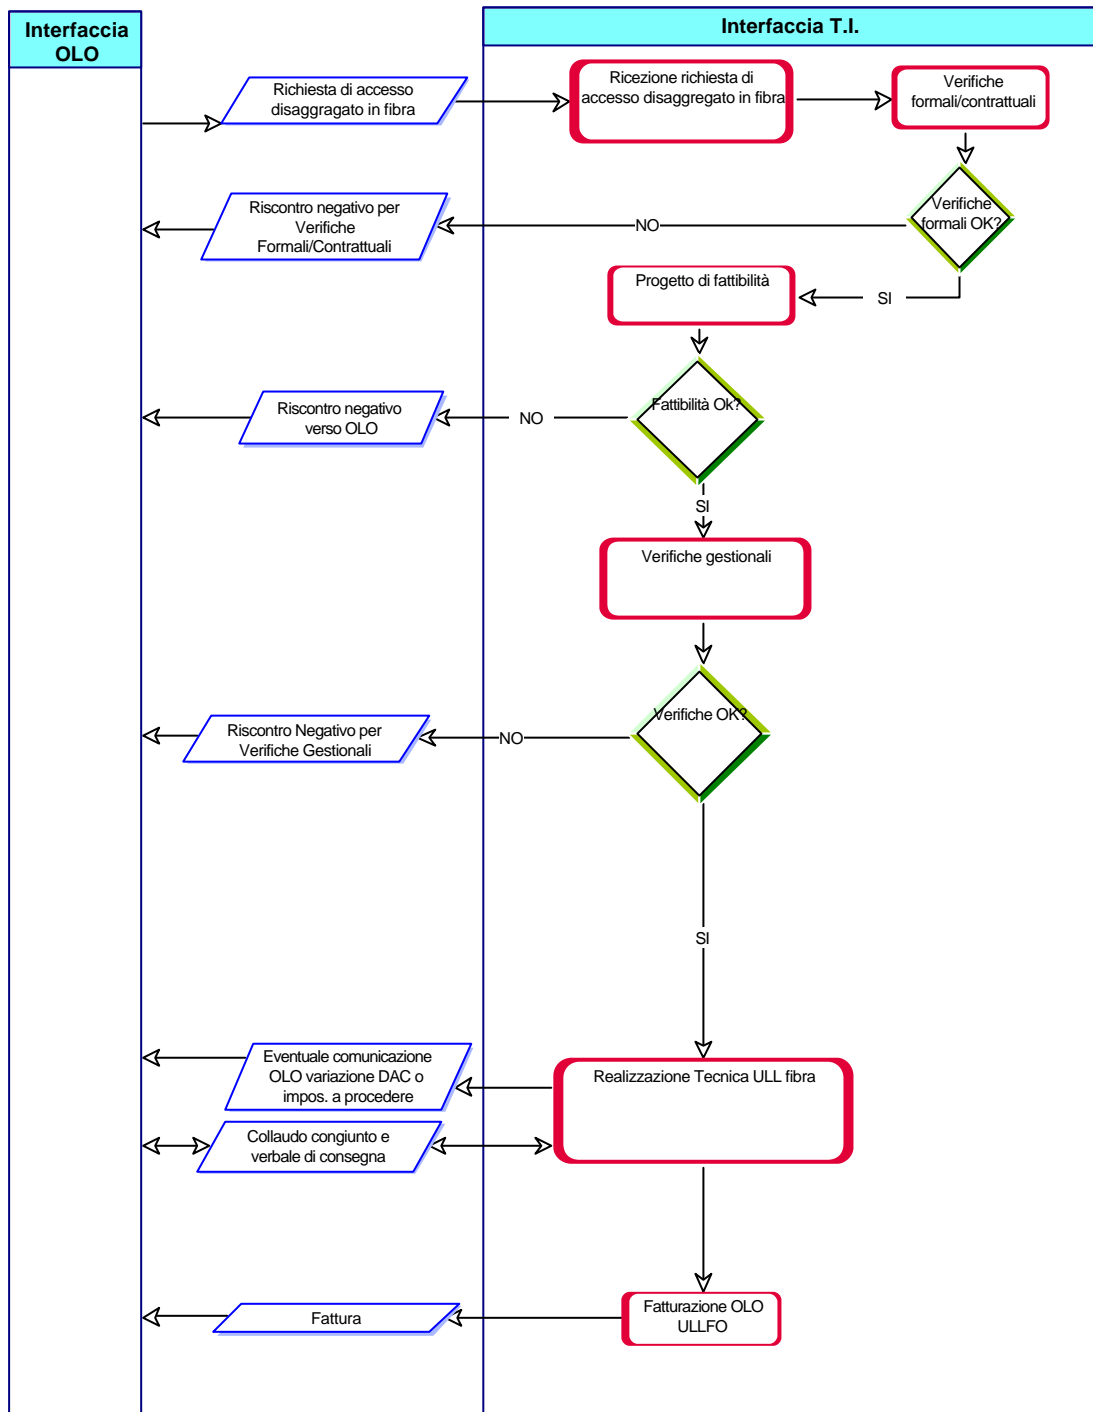 Interfaccia
OLO
Interfaccia T.I.
Richiesta di accesso
disaggragato in fibra
Ricezione richiesta di
accesso disaggregato in fibra
Verifiche
formali/contrattuali
Verifiche
formali OK?
NO
Riscontro negativo per
Verifiche
Formali/Contrattuali
SI
Progetto di fattibilità
Fattibilità Ok?
NO
Riscontro negativo
verso OLO
SI
Verifiche gestionali
Verifiche OK?
NO
Riscontro Negativo per
Verifiche Gestionali
SI
Eventuale comunicazione
OLO variazione DAC o
impos. a procedere
Realizzazione Tecnica ULL fibra
Collaudo congiunto e
verbale di consegna
Fatturazione OLO
ULLFO
Fattura